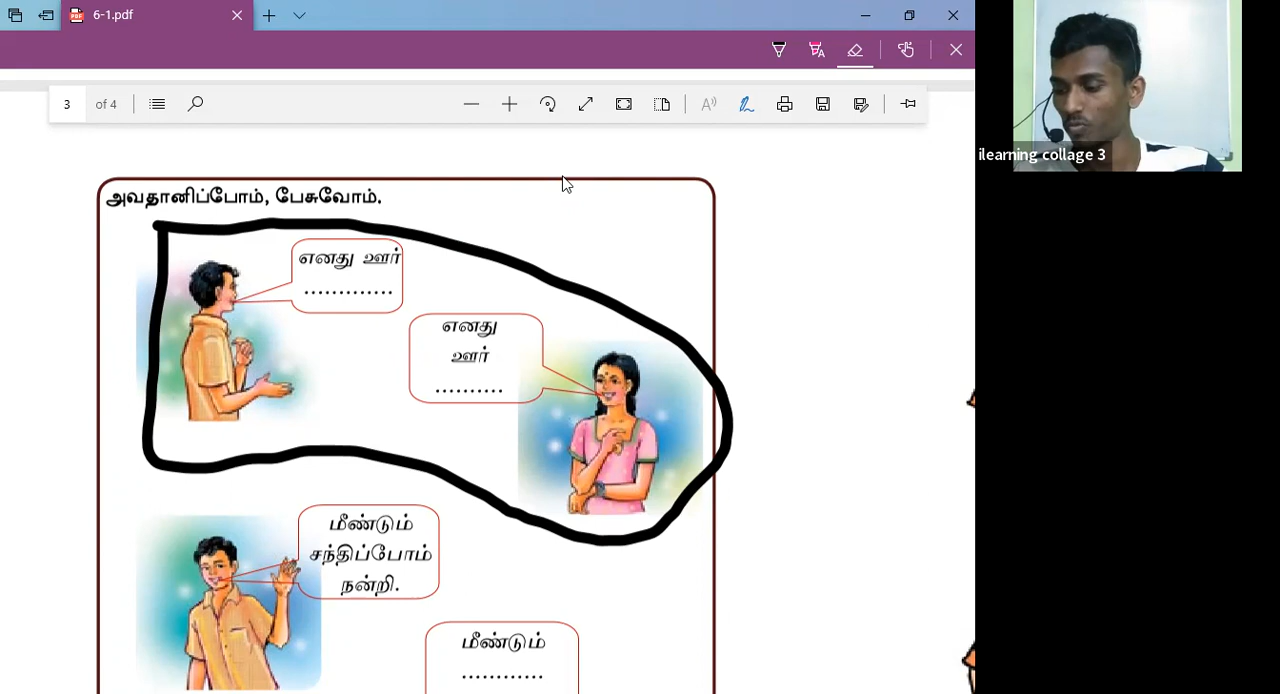 6-1.pdf
3 of 4
அவதானிப்போம், பேசுவோம்.
எனது ஊர்
.............
எனது
ஊர்
..........
மீண்டும்
சந்திப்போம்
நன்றி.
மீண்டும்
............
ilearning collage 3